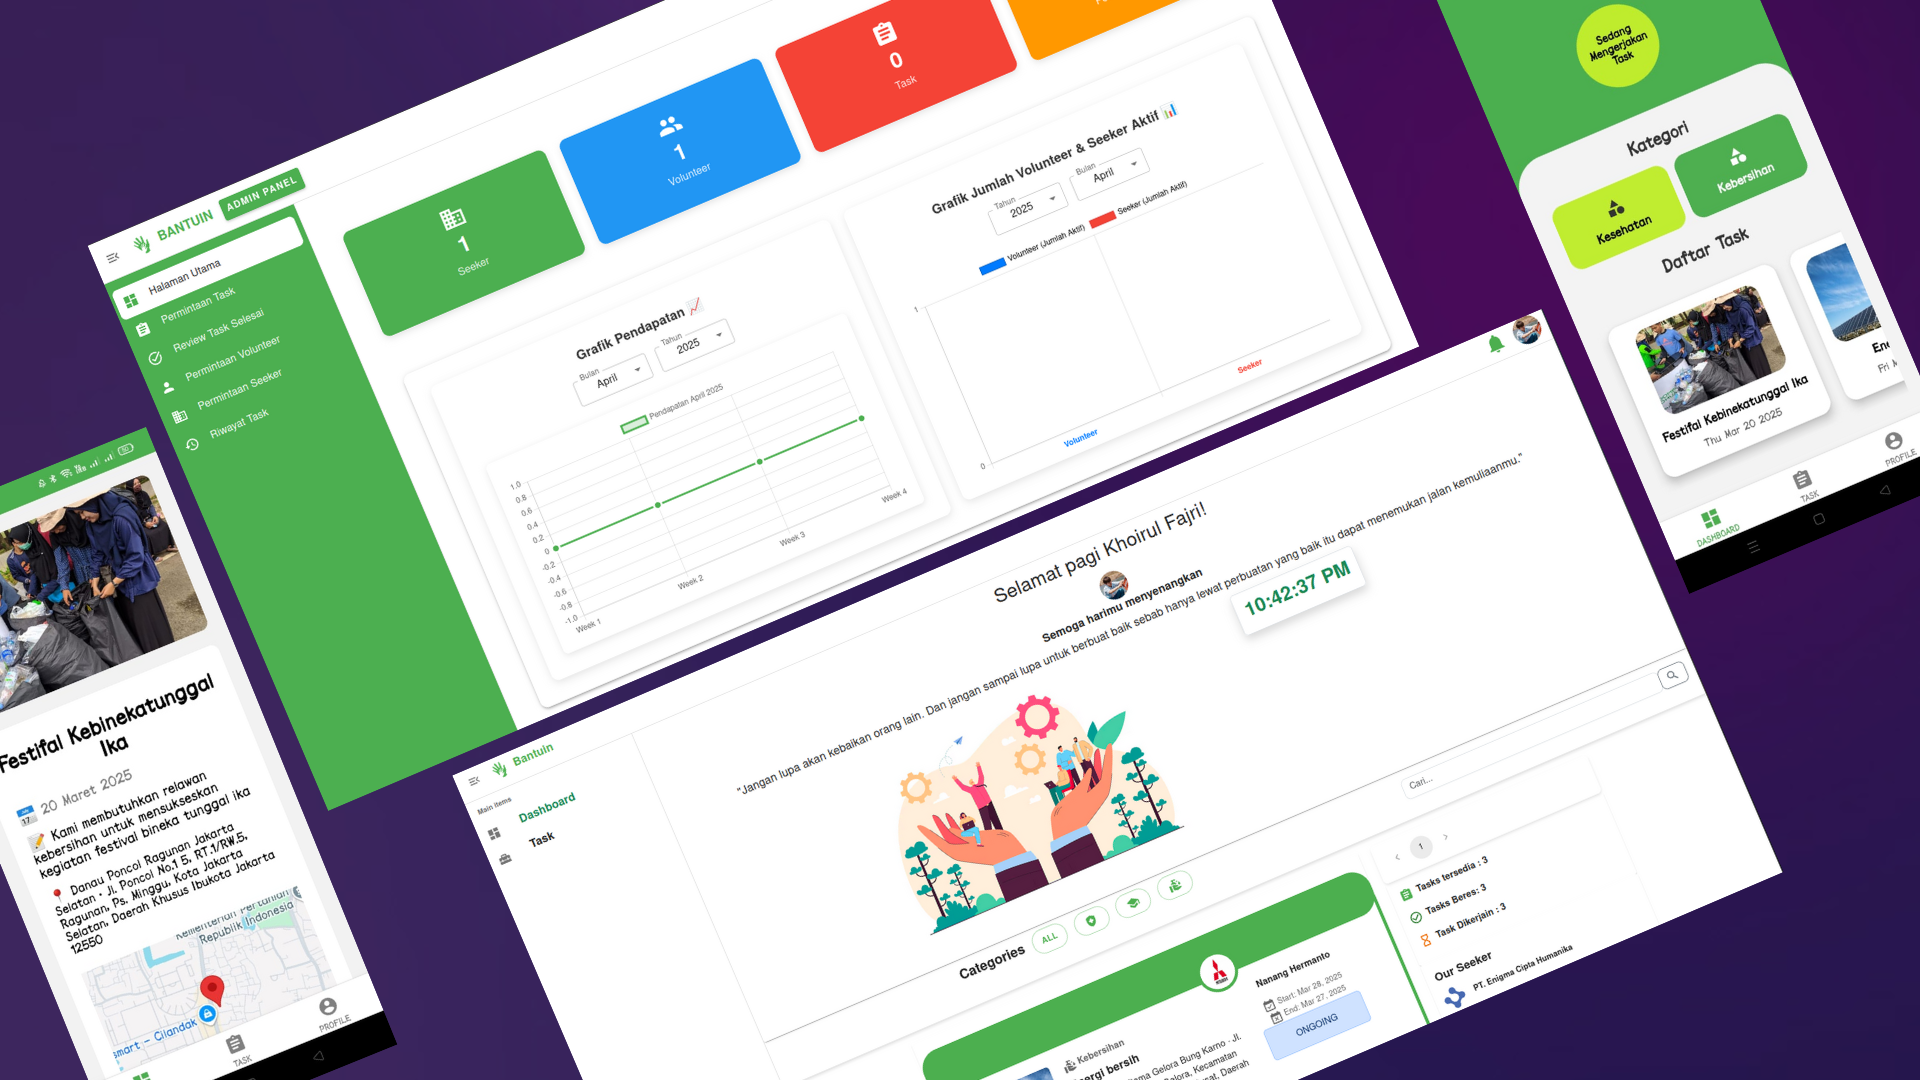 BANTUIN
ADMIN PANEL
Halaman Utama
Permintaan Task
Review Task Selesai
Permintaan Volunteer
Permintaan Seeker
Riwayat Task
1
Seeker
1
Volunteer
0
Task
Grafik Pendapatan 📈
Bulan
April
Tahun
2025
Pendapatan April 2025
1.0
0.8
0.6
0.4
0.2
0
-0.2
-0.4
-0.6
-0.8
-1.0
Week 1
Week 2
Week 3
Week 4
Grafik Jumlah Volunteer & Seeker Aktif 📊
Tahun
2025
Bulan
April
Volunteer (Jumlah Aktif)
Seeker (Jumlah Aktif)
1
0
Volunteer
Seeker
Sedang
Mengerjakan
Task
Kategori
Kesehatan
Kebersihan
Daftar Task
Festifal Kebinekatunggal Ika
Thu Mar 20 2025
DASHBOARD
TASK
PROFILE
Festifal Kebinekatunggal
Ika
📅 20 Maret 2025
📝 Kami membutuhkan relawan
kebersihan untuk mensukseskan
kegiatan festival bineka tunggal ika
📍 Danau Poncol Ragunan Jakarta
Selatan - Jl. Poncol No.1 5, RT.1/RW.5,
Ragunan, Ps. Minggu, Kota Jakarta
Selatan, Daerah Khusus Ibukota Jakarta
12550
Kementerian Pertanian
Republik Indonesia
smart - Cilandak
TASK
PROFILE
Bantuin
Main items
Dashboard
Task
Selamat pagi Khoirul Fajri!
Semoga harimu menyenangkan
"Jangan lupa akan kebaikan orang lain. Dan jangan sampai lupa untuk berbuat baik sebab hanya lewat perbuatan yang baik itu dapat menemukan jalan kemuliaanmu."
10:42:37 PM
Cari...
Categories
ALL
1
Tasks tersedia : 3
Tasks Beres: 3
Task Dikerjain : 3
Our Seeker
PT. Enigma Cipta Humanika
Nanang Hermanto
Start: Mar 28, 2025
End: Mar 27, 2025
ONGOING
Kebersihan
ergi bersih
Gelora Bung Karno - Jl.
Kecamatan
Daerah